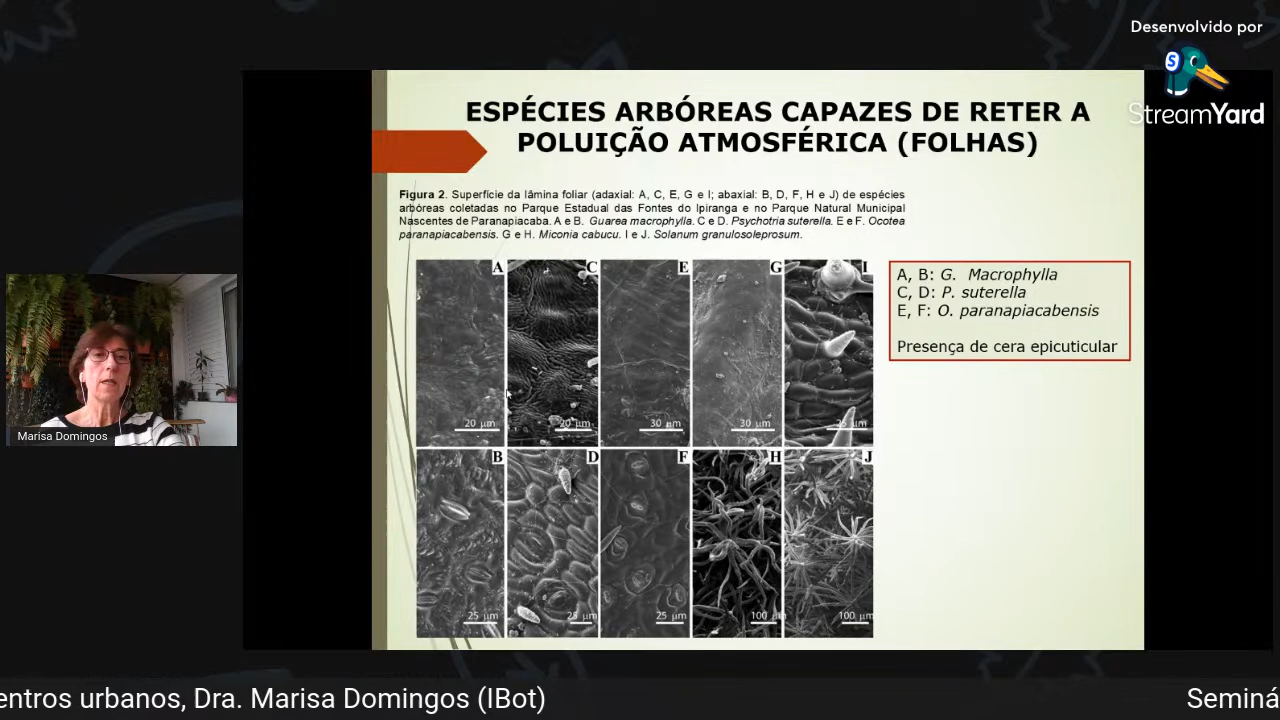 Desenvolvido por
StreamYard
ESPÉCIES ARBÓREAS CAPAZES DE RETER A
POLUIÇÃO ATMOSFÉRICA (FOLHAS)
Figura 2. Superfície da lâmina foliar (adaxial: A, C, E, G e I; abaxial: B, D, F, H e J) de espécies
arbóreas coletadas no Parque Estadual das Fontes do Ipiranga e no Parque Natural Municipal
Nascentes de Paranapiacaba. A e B. Guarea macrophylla. C e D. Psychotria suterella. E e F. Ocotea
paranapiacabensis. G e H. Miconia cabucu. I e J. Solanum granulosoleprosum.
A C E G I
20 µm 20 µm 30 µm 30 µm 25 µm
B D F H J
25 µm 25 µm 25 µm 100 µm 100 µm
A, B: G. Macrophylla
C, D: P. suterella
E, F: O. paranapiacabensis
Presença de cera epicuticular
Marisa Domingos
entros urbanos, Dra. Marisa Domingos (IBot)
Seminá